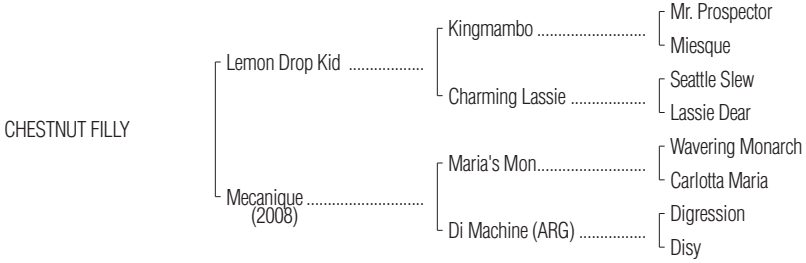 Mr. Prospector
Kingmambo ..........................
Miesque
Lemon Drop Kid ..................
Seattle Slew
Charming Lassie ..................
Lassie Dear
CHESTNUT FILLY
Wavering Monarch
Maria's Mon..........................
Carlotta Maria
Mecanique ............................
(2008)
Digression
Di Machine (ARG) ................
Disy